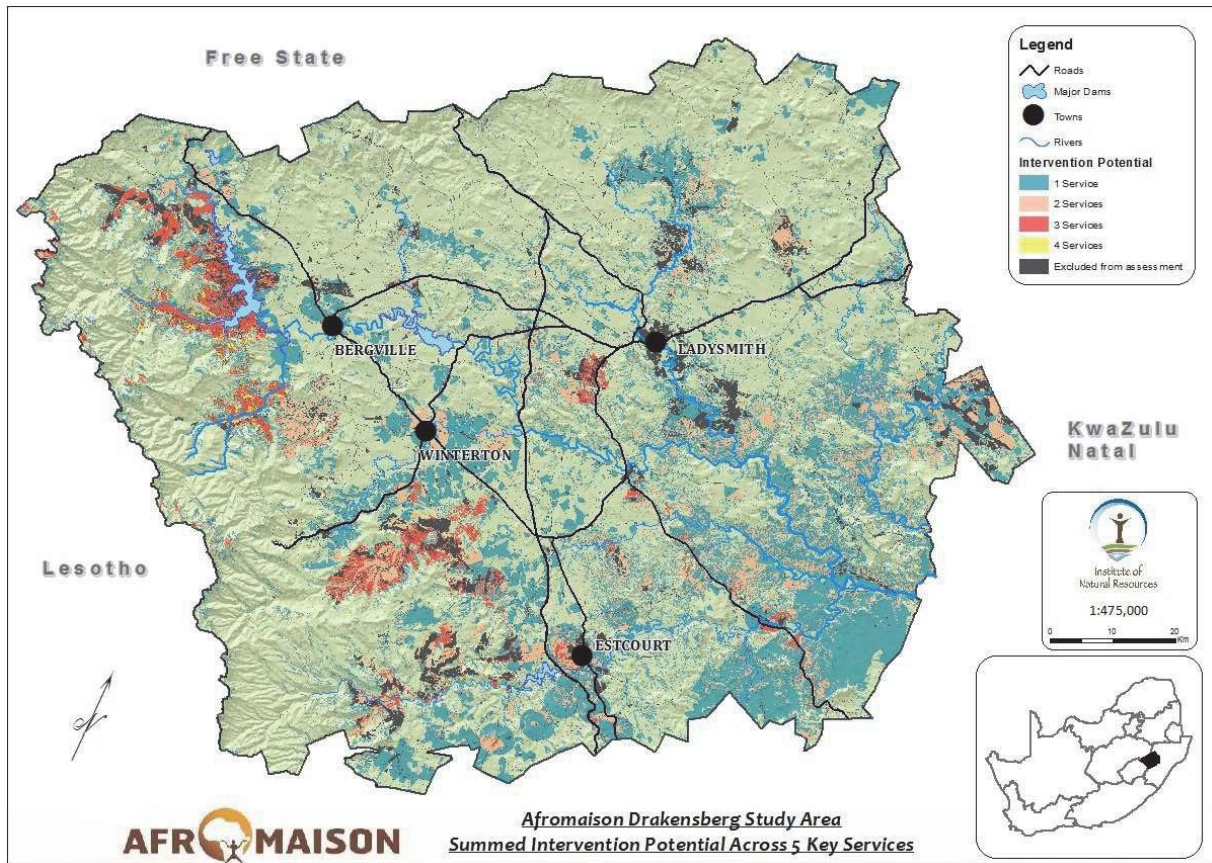 Free State
Legend
Roads
Major Dams
Towns
Rivers
Intervention Potential
1 Service
2 Services
3 Services
4 Services
Excluded from assessment
BERGVILLE
LADYSMITH
WINTERTON
KwaZulu
Natal
Lesotho
Institute of
Natural Resources
1:475,000
0 10 20
Km
ESTCOURT
AFROMAISON
Afromaison Drakensberg Study Area
Summed Intervention Potential Across 5 Key Services